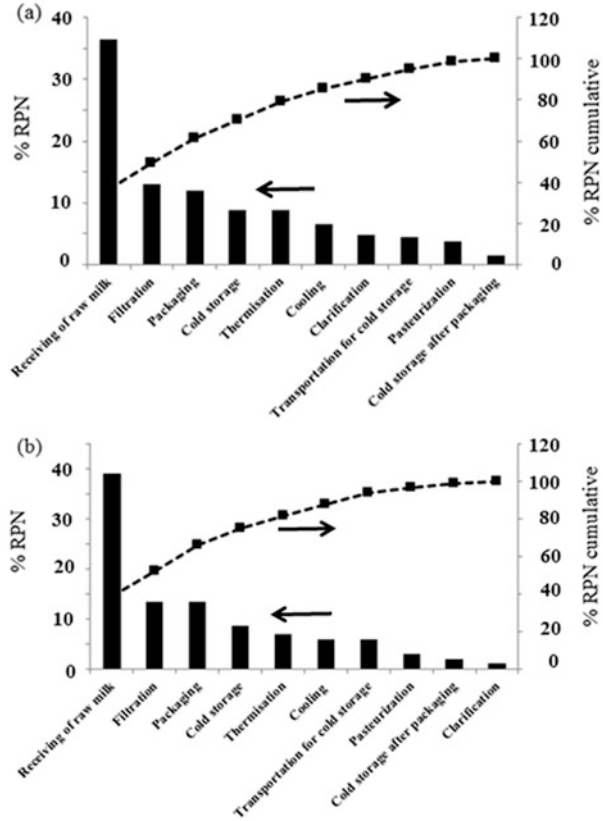 (a)
40
30
20
10
0
% RPN
120
100
80
60
40
20
0
% RPN cumulative
Receiving of raw milk
Filtration
Packaging
Cold storage
Thermisation
Cooling
Clarification
Transportation for cold storage
Pasteurization
Cold storage after packaging
(b)
40
30
20
10
0
% RPN
120
100
80
60
40
20
0
% RPN cumulative
Receiving of raw milk
Filtration
Packaging
Cold storage
Thermisation
Cooling
Transportation for cold storage
Pasteurization
Cold storage after packaging
Clarification